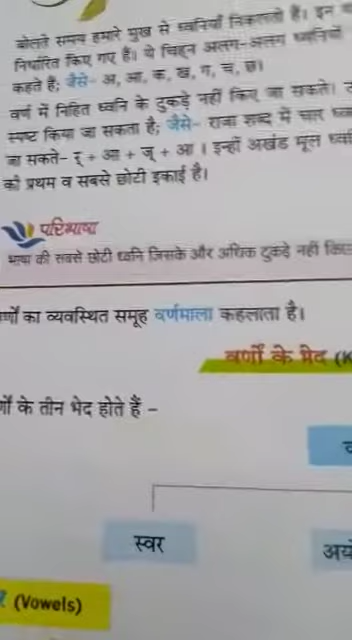 बोलते समय हमारे मुख से ध्वनियाँ निकलती हैं। इन
निर्धारित किए गए हैं। ये चिह्न अलग-अलग ध्वनियों
कहते हैं; जैसे- अ, आ, क, ख, ग, च, छ।
वर्ण में निहित ध्वनि के टुकड़े नहीं किए जा सकते।
स्पष्ट किया जा सकता है; जैसे- राजा शब्द में चार
जा सकते- र् + आ + ज् + आ । इन्हीं अखंड मूल
की प्रथम व सबसे छोटी इकाई है।
परिभाषा
भाषा की सबसे छोटी ध्वनि जिसके और अधिक टुकड़े नहीं
का व्यवस्थित समूह वर्णमाला कहलाता है।
वर्णों के भेद (K
के तीन भेद होते हैं –
स्वर
(Vowels)